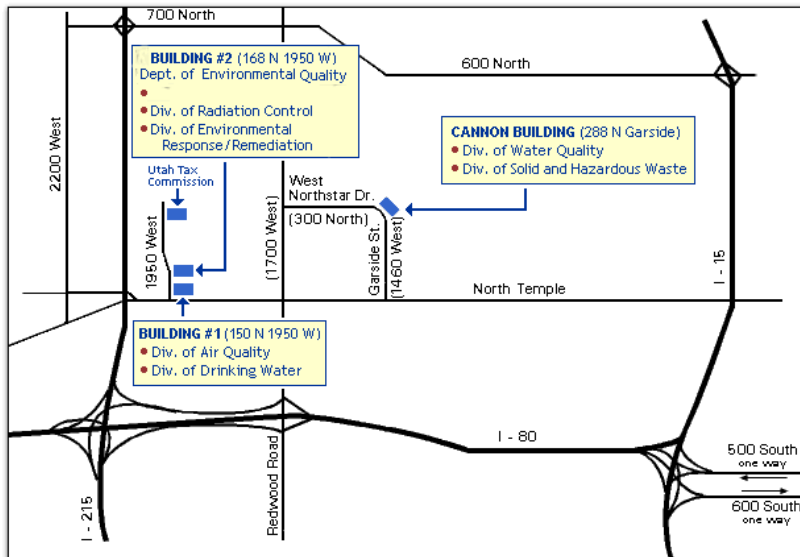 700 North
BUILDING #2 (168 N 1950 W)
Dept. of Environmental Quality
•
• Div. of Radiation Control
• Div. of Environmental
Response/Remediation
600 North
2200 West
CANNON BUILDING (288 N Garside)
• Div. of Water Quality
• Div. of Solid and Hazardous Waste
Utah Tax
Commission
West
Northstar Dr.
(300 North)
1950 West
(1700 West)
Garside St.
(1460 West)
I - 15
North Temple
BUILDING #1 (150 N 1950 W)
• Div. of Air Quality
• Div. of Drinking Water
I - 80
Redwood Road
I - 215
500 South
one way
600 South
one way